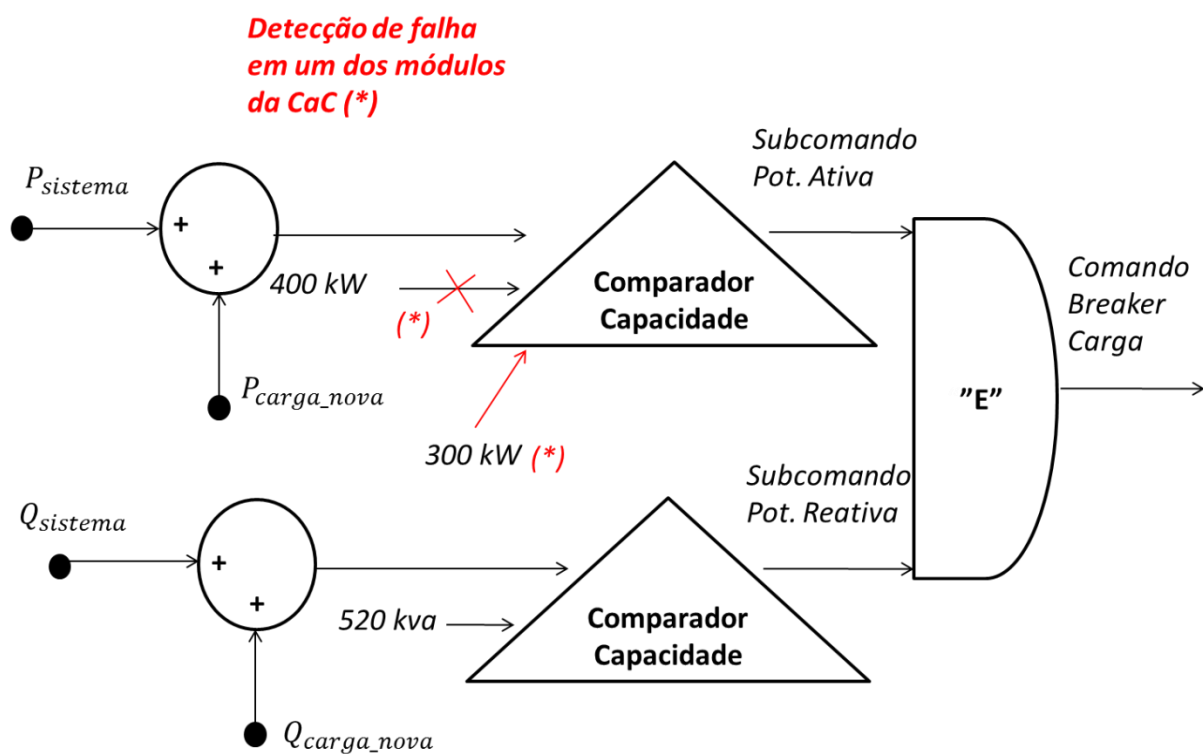 Detecção de falha
em um dos módulos
da CaC (*)
P_sistema
+
+
400 kW
(*)
P_carga_nova
300 kW (*)
Comparador
Capacidade
Subcomando
Pot. Ativa
”E”
Comando
Breaker
Carga
Q_sistema
+
+
520 kva
Q_carga_nova
Comparador
Capacidade
Subcomando
Pot. Reativa